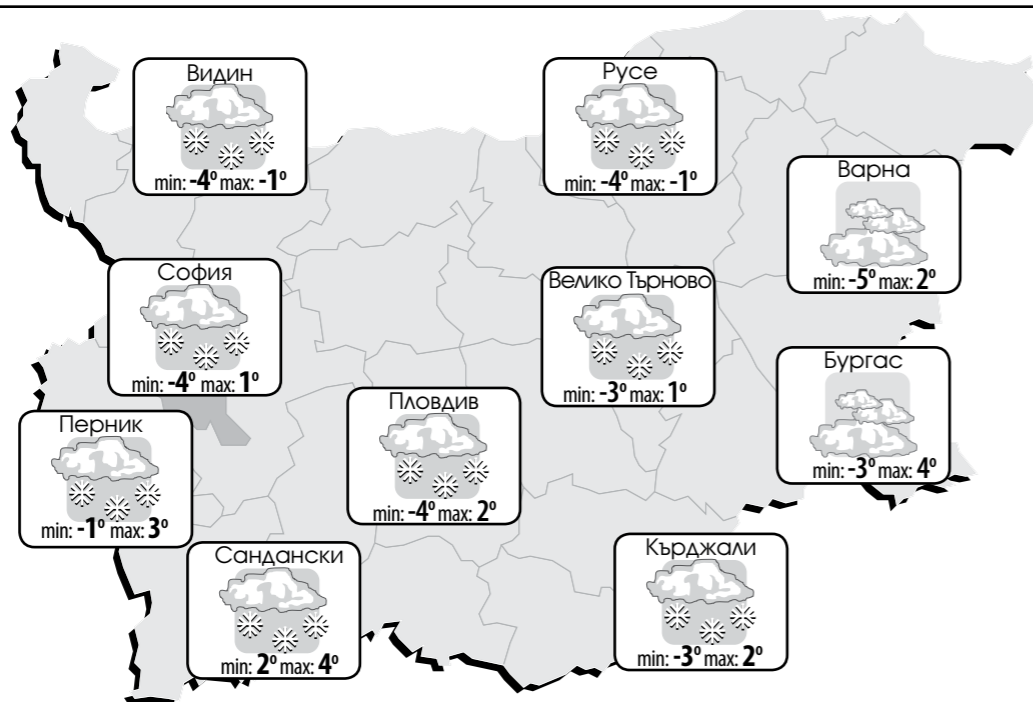 Видин
min: -4° max: -1°
Русе
min: -4° max: -1°
Варна
min: -5° max: 2°
София
min: -4° max: 1°
Велико Търново
min: -3° max: 1°
Бургас
min: -3° max: 4°
Перник
min: -1° max: 3°
Пловдив
min: -4° max: 2°
Сандански
min: 2° max: 4°
Кърджали
min: -3° max: 2°